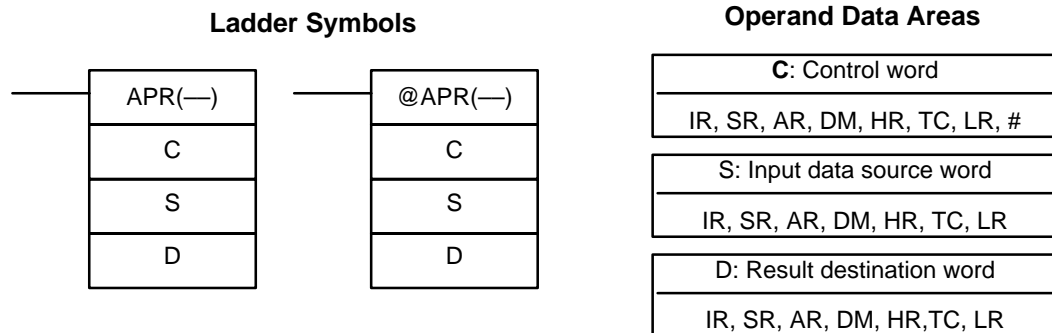 Ladder Symbols
APR(—)
C
S
D
@APR(—)
C
S
D
Operand Data Areas
C: Control word
IR, SR, AR, DM, HR, TC, LR, #
S: Input data source word
IR, SR, AR, DM, HR, TC, LR
D: Result destination word
IR, SR, AR, DM, HR,TC, LR